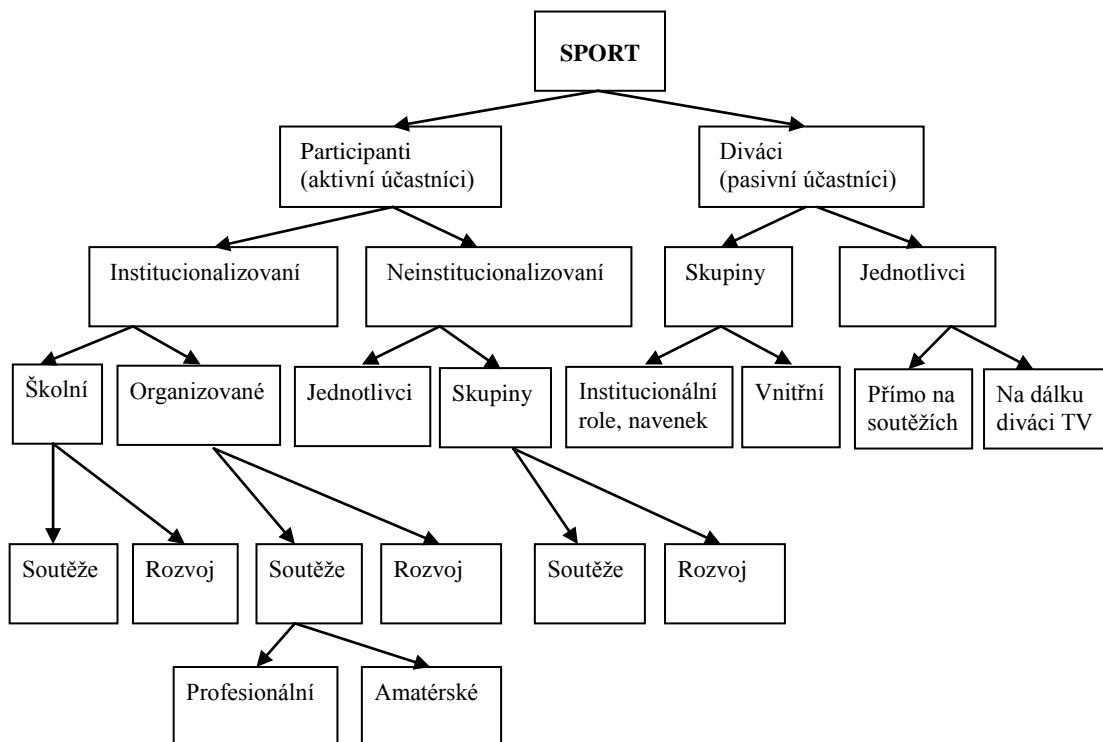 SPORT
Participanti
(aktivní účastníci)
Diváci
(pasivní účastníci)
Institucionalizovaní
Neinstitucionalizovaní
Skupiny
Jednotlivci
Školní
Organizované
Jednotlivci
Skupiny
Institucionální
role, navenek
Vnitřní
Přímo na
soutěžích
Na dálku
diváci TV
Soutěže
Rozvoj
Soutěže
Rozvoj
Soutěže
Rozvoj
Profesionální
Amatérské